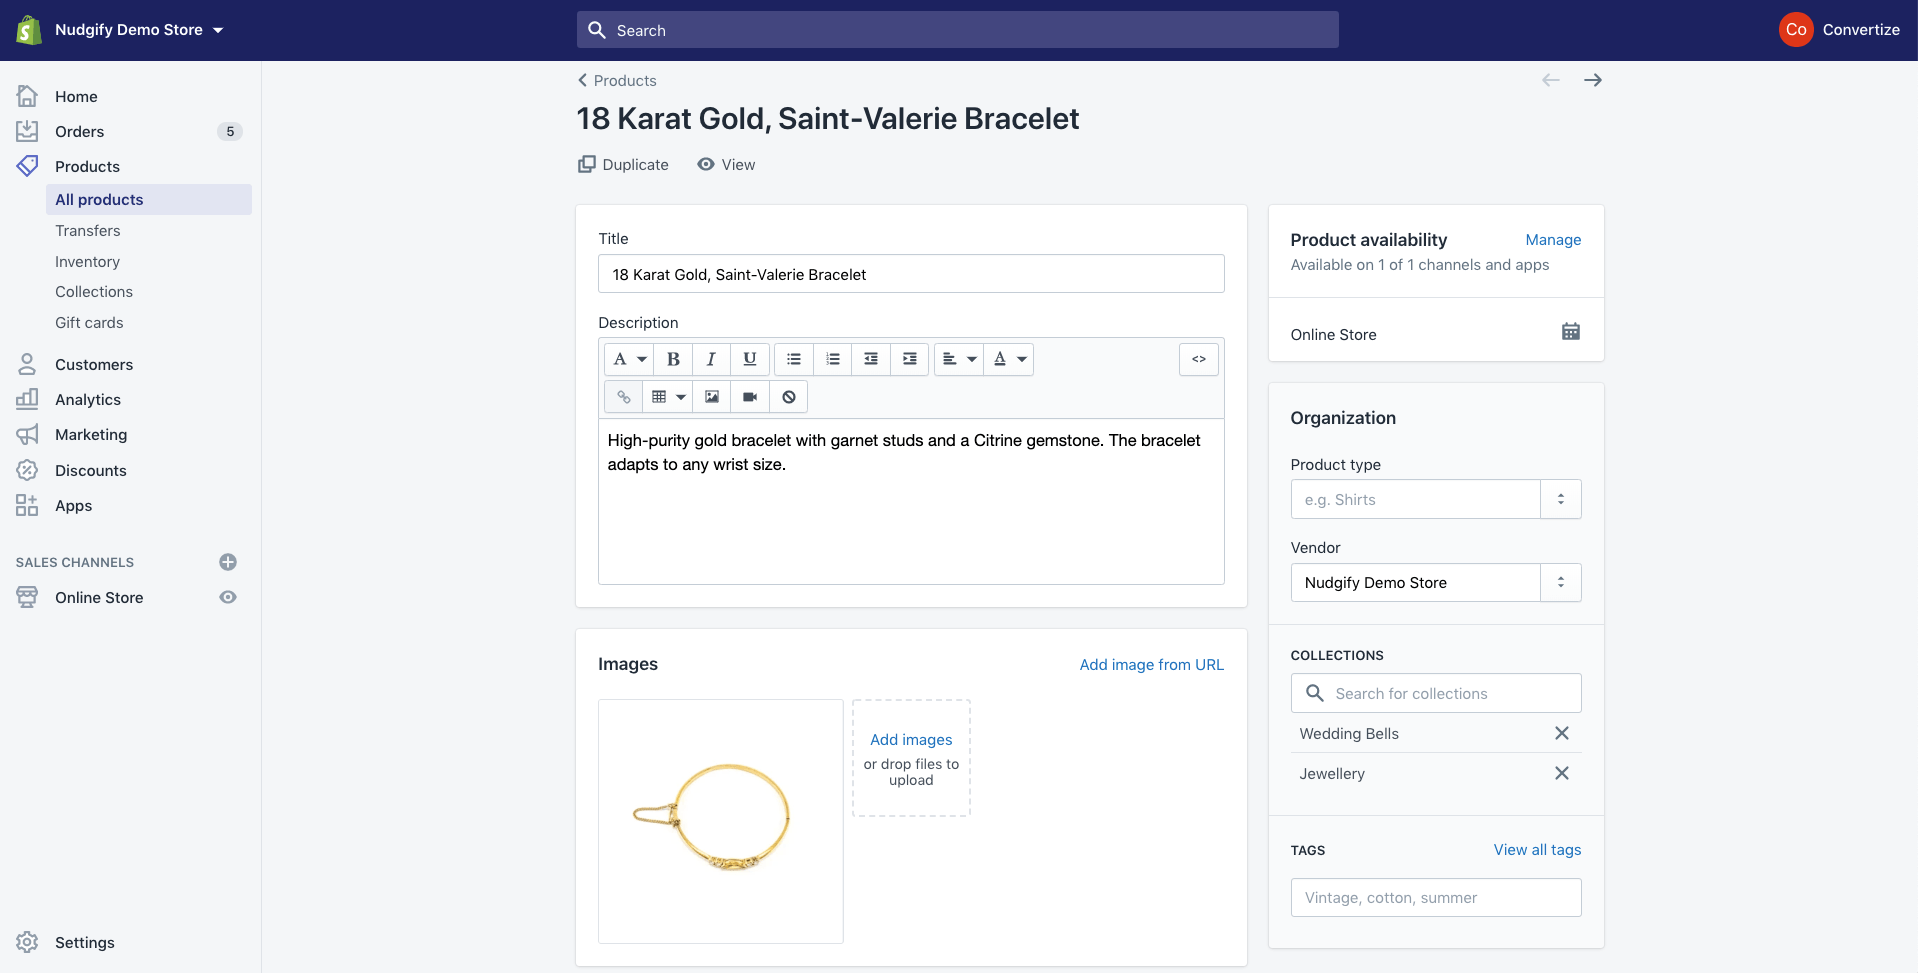 Nudgify Demo Store
Search
Co
Convertize
Home
Orders
5
Products
All products
Transfers
Inventory
Collections
Gift cards
Customers
Analytics
Marketing
Discounts
Apps
SALES CHANNELS
Online Store
Settings
Products
18 Karat Gold, Saint-Valerie Bracelet
Duplicate
View
Title
18 Karat Gold, Saint-Valerie Bracelet
Description
A
B
I
U
A
<>
High-purity gold bracelet with garnet studs and a Citrine gemstone. The bracelet
adapts to any wrist size.
Images
Add image from URL
Add images
or drop files to
upload
Product availability
Manage
Available on 1 of 1 channels and apps
Online Store
Organization
Product type
e.g. Shirts
Vendor
Nudgify Demo Store
COLLECTIONS
Search for collections
Wedding Bells
Jewellery
TAGS
View all tags
Vintage, cotton, summer